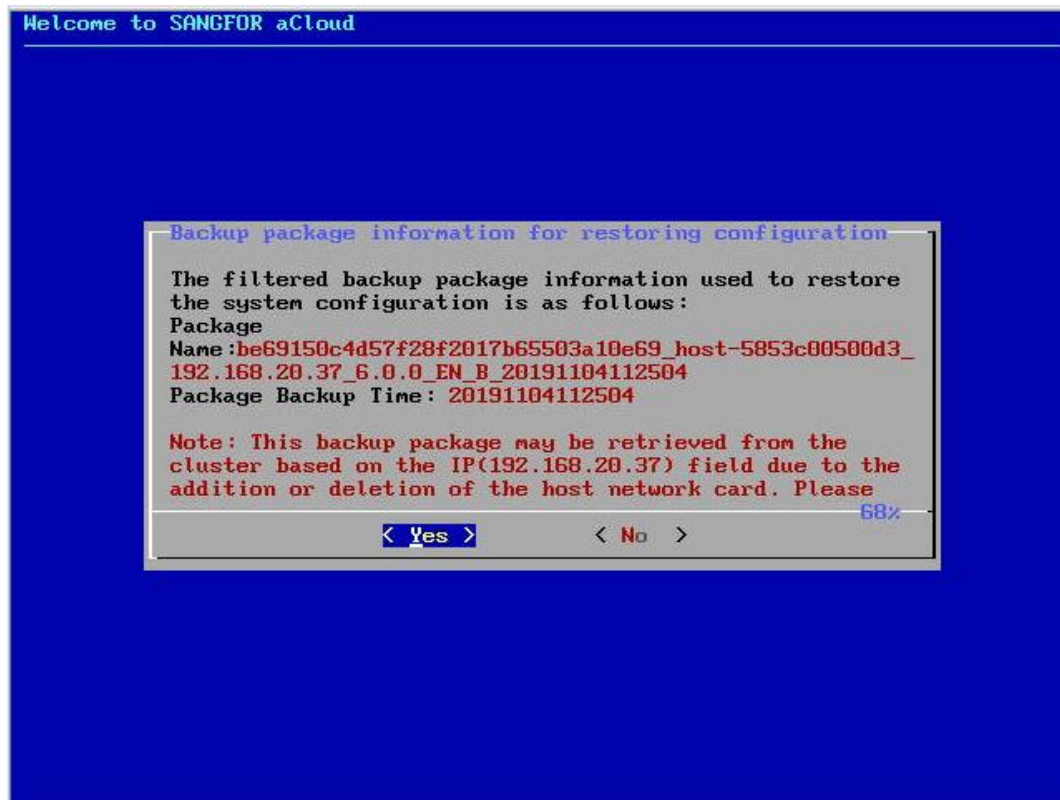 Welcome to SANGFOR aCloud
Backup package information for restoring configuration
The filtered backup package information used to restore
the system configuration is as follows:
Package
Name:be69150c4d57f28f2017b65503a10e69_host-5853c00500d3_
192.168.20.37_6.0.0_EN_B_20191104112504
Package Backup Time: 20191104112504
Note: This backup package may be retrieved from the
cluster based on the IP(192.168.20.37) field due to the
addition or deletion of the host network card. Please
68%
< Yes > < No >